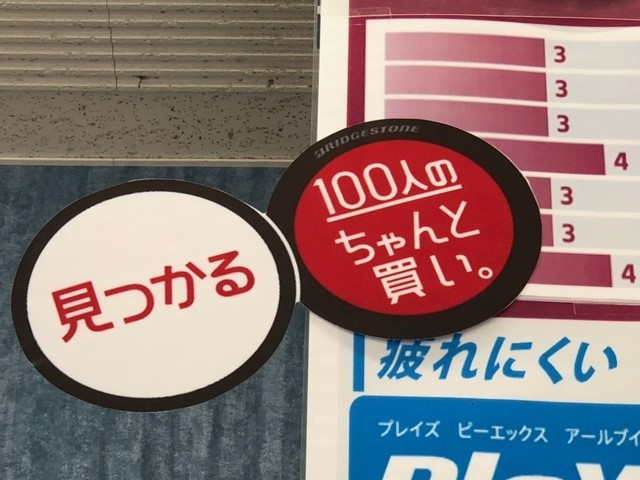 3
3
3
4
3
3
4
BRIDGESTONE
100人の
ちゃんと
買い。
見つかる
疲れにくい
プレイズ ピーエックス アールブイ